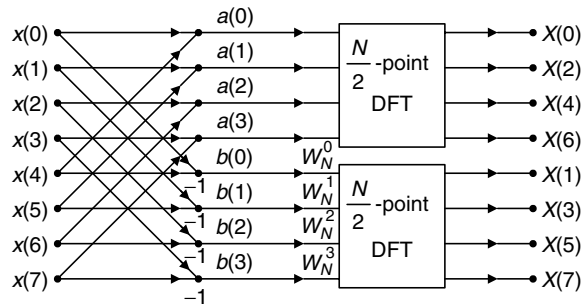 x(0) a(0) X(0)
x(1) a(1) N/2 -point DFT X(2)
x(2) a(2) X(4)
x(3) a(3) X(6)
x(4) b(0) W_N^0 X(1)
x(5) -1 b(1) W_N^1 N/2 -point DFT X(3)
x(6) -1 b(2) W_N^2 X(5)
x(7) -1 b(3) W_N^3 X(7)
-1